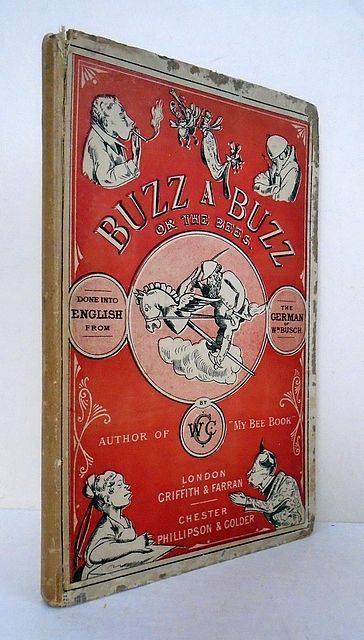 BUZZ A BUZZ
OR THE BEES
DONE INTO
ENGLISH
FROM
THE
GERMAN
OF
WM BUSCH.
BY
WCC
AUTHOR OF "MY BEE BOOK"
LONDON
GRIFFITH & FARRAN
CHESTER
PHILLIPSON & GOLDER